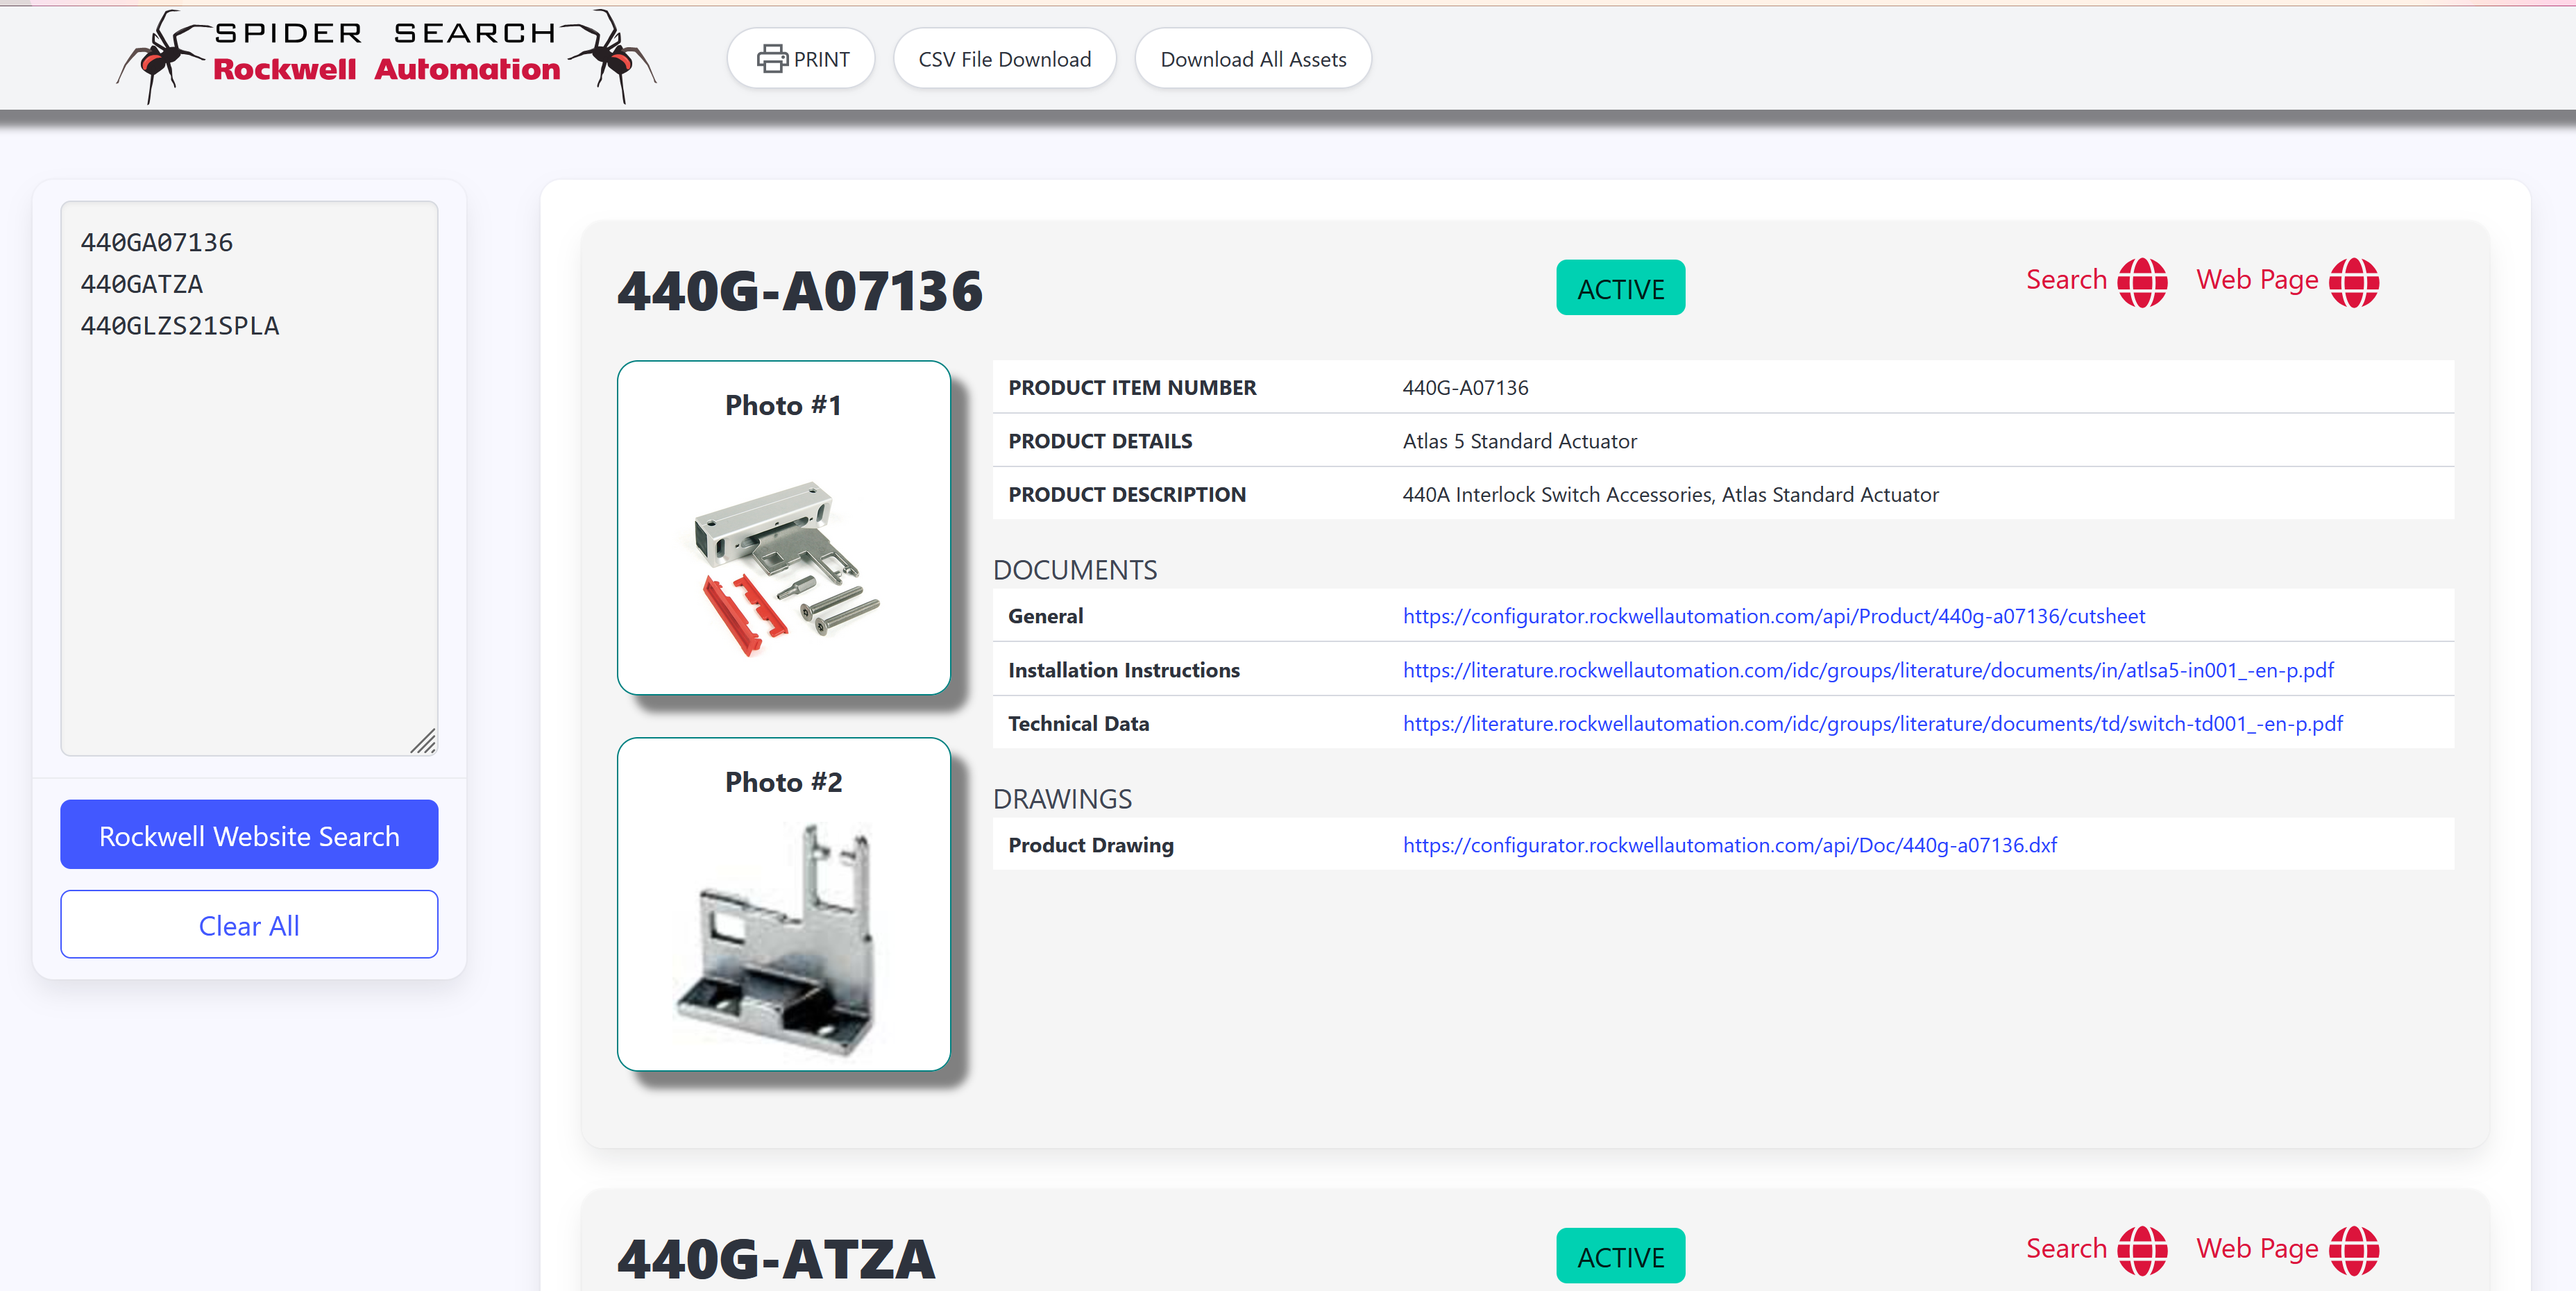 SPIDER SEARCH
Rockwell Automation
PRINT
CSV File Download
Download All Assets
440GA07136
440GATZA
440GLZS21SPLA
Rockwell Website Search
Clear All
440G-A07136
ACTIVE
Search
Web Page
Photo #1
Photo #2
PRODUCT ITEM NUMBER 440G-A07136
PRODUCT DETAILS Atlas 5 Standard Actuator
PRODUCT DESCRIPTION 440A Interlock Switch Accessories, Atlas Standard Actuator
DOCUMENTS
General https://configurator.rockwellautomation.com/api/Product/440g-a07136/cutsheet
Installation Instructions https://literature.rockwellautomation.com/idc/groups/literature/documents/in/atlsa5-in001_-en-p.pdf
Technical Data https://literature.rockwellautomation.com/idc/groups/literature/documents/td/switch-td001_-en-p.pdf
DRAWINGS
Product Drawing https://configurator.rockwellautomation.com/api/Doc/440g-a07136.dxf
440G-ATZA
ACTIVE
Search
Web Page